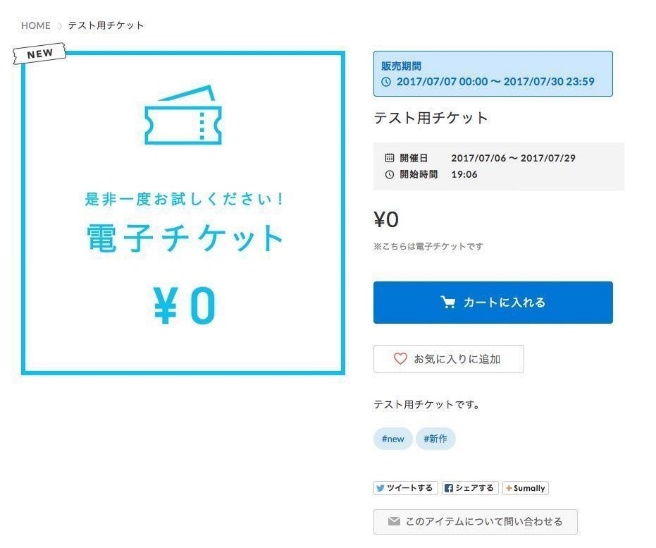 HOME > テスト用チケット
NEW
是非一度お試しください！
電子チケット
¥0
販売期間
2017/07/07 00:00 〜 2017/07/30 23:59
テスト用チケット
開催日 2017/07/06 〜 2017/07/29
開始時間 19:06
¥0
※こちらは電子チケットです
カートに入れる
お気に入りに追加
テスト用チケットです。
#new #新作
ツイートする シェアする +Sumally
このアイテムについて問い合わせる